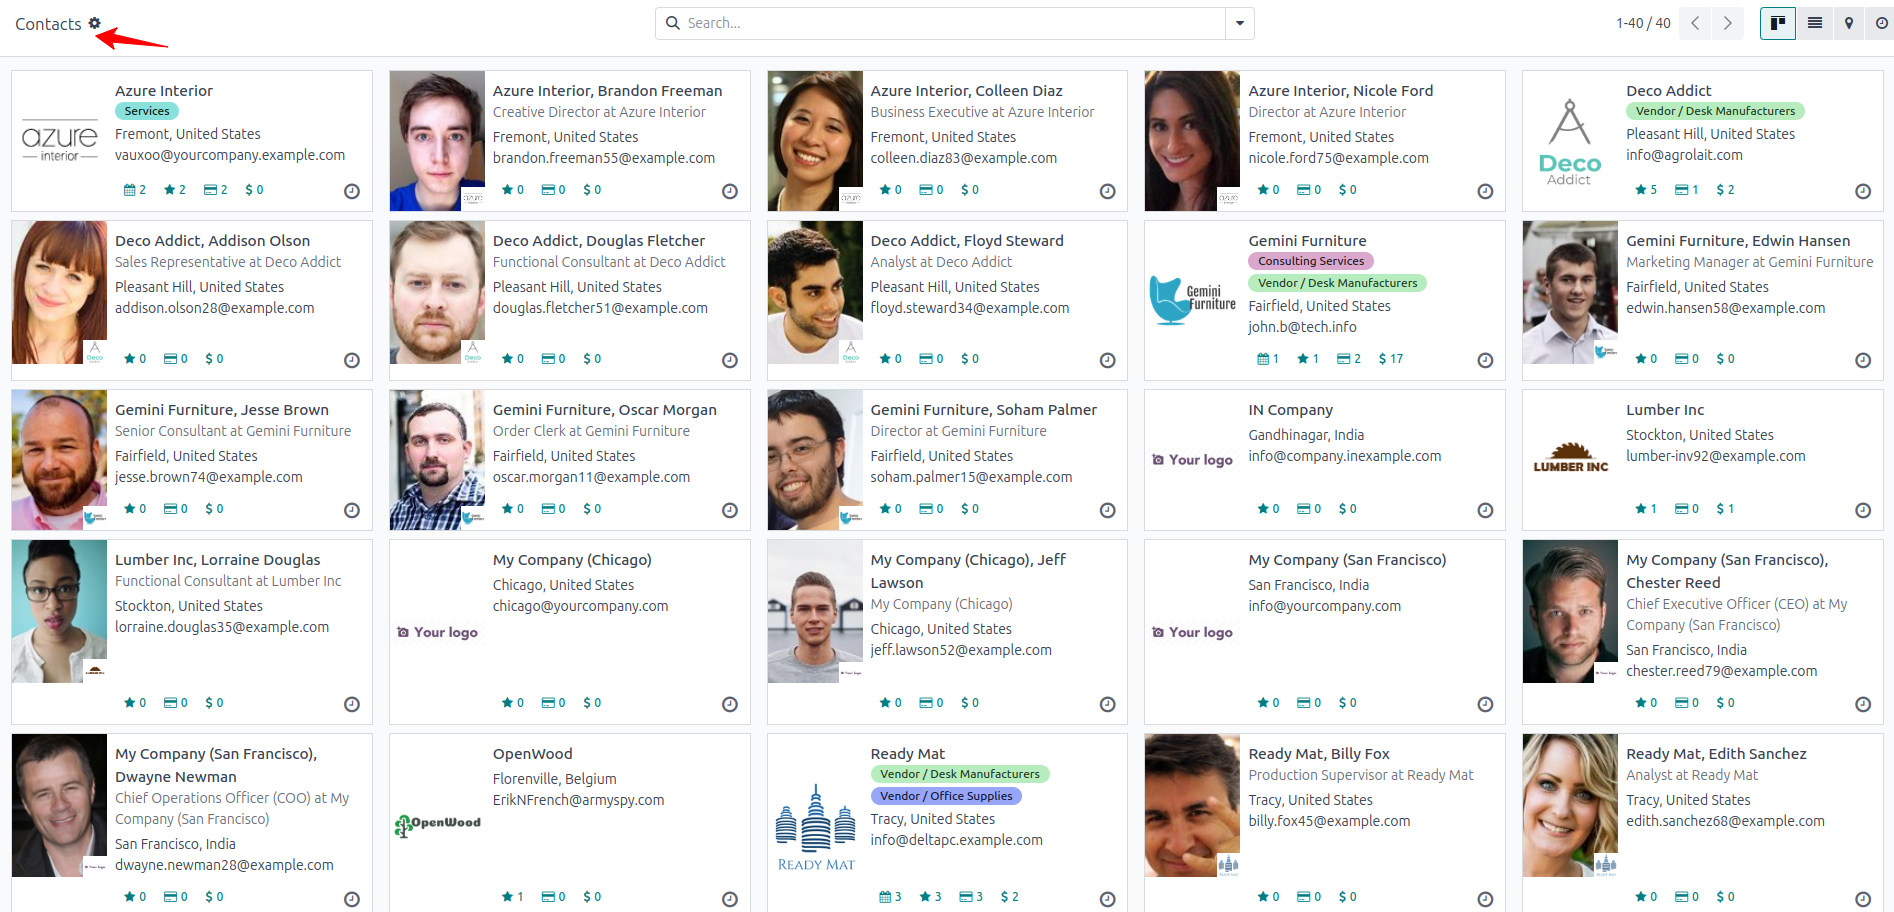 Contacts
Search...
1-40 / 40
azure
interior
Azure Interior
Services
Fremont, United States
vauxoo@yourcompany.example.com
2 2 2 $ 0
azure
Azure Interior, Brandon Freeman
Creative Director at Azure Interior
Fremont, United States
brandon.freeman55@example.com
0 0 $ 0
azure
Azure Interior, Colleen Diaz
Business Executive at Azure Interior
Fremont, United States
colleen.diaz83@example.com
0 0 $ 0
azure
Azure Interior, Nicole Ford
Director at Azure Interior
Fremont, United States
nicole.ford75@example.com
0 0 $ 0
Deco
Addict
Deco Addict
Vendor / Desk Manufacturers
Pleasant Hill, United States
info@agrolait.com
5 1 $ 2
Deco
Deco Addict, Addison Olson
Sales Representative at Deco Addict
Pleasant Hill, United States
addison.olson28@example.com
0 0 $ 0
Deco
Deco Addict, Douglas Fletcher
Functional Consultant at Deco Addict
Pleasant Hill, United States
douglas.fletcher51@example.com
0 0 $ 0
Deco
Deco Addict, Floyd Steward
Analyst at Deco Addict
Pleasant Hill, United States
floyd.steward34@example.com
0 0 $ 0
Gemini
Furniture
Gemini Furniture
Consulting Services
Vendor / Desk Manufacturers
Fairfield, United States
john.b@tech.info
1 1 2 $ 17
Gemini Furniture, Edwin Hansen
Marketing Manager at Gemini Furniture
Fairfield, United States
edwin.hansen58@example.com
0 0 $ 0
Gemini Furniture, Jesse Brown
Senior Consultant at Gemini Furniture
Fairfield, United States
jesse.brown74@example.com
0 0 $ 0
Gemini Furniture, Oscar Morgan
Order Clerk at Gemini Furniture
Fairfield, United States
oscar.morgan11@example.com
0 0 $ 0
Gemini Furniture, Soham Palmer
Director at Gemini Furniture
Fairfield, United States
soham.palmer15@example.com
0 0 $ 0
Your logo
IN Company
Gandhinagar, India
info@company.inexample.com
0 0 $ 0
LUMBER INC
Lumber Inc
Stockton, United States
lumber-inv92@example.com
1 0 $ 1
Lumber Inc, Lorraine Douglas
Functional Consultant at Lumber Inc
Stockton, United States
lorraine.douglas35@example.com
0 0 $ 0
Your logo
My Company (Chicago)
Chicago, United States
chicago@yourcompany.com
0 0 $ 0
My Company (Chicago), Jeff
Lawson
My Company (Chicago)
Chicago, United States
jeff.lawson52@example.com
0 0 $ 0
Your logo
My Company (San Francisco)
San Francisco, India
info@yourcompany.com
0 0 $ 0
My Company (San Francisco),
Chester Reed
Chief Executive Officer (CEO) at My
Company (San Francisco)
San Francisco, India
chester.reed79@example.com
0 0 $ 0
My Company (San Francisco),
Dwayne Newman
Chief Operations Officer (COO) at My
Company (San Francisco)
San Francisco, India
dwayne.newman28@example.com
0 0 $ 0
OpenWood
OpenWood
Florenville, Belgium
ErikNFrench@armyspy.com
1 0 $ 0
READY MAT
Ready Mat
Vendor / Desk Manufacturers
Vendor / Office Supplies
Tracy, United States
info@deltapc.example.com
3 3 3 $ 2
Ready Mat, Billy Fox
Production Supervisor at Ready Mat
Tracy, United States
billy.fox45@example.com
0 0 $ 0
Ready Mat, Edith Sanchez
Analyst at Ready Mat
Tracy, United States
edith.sanchez68@example.com
0 0 $ 0